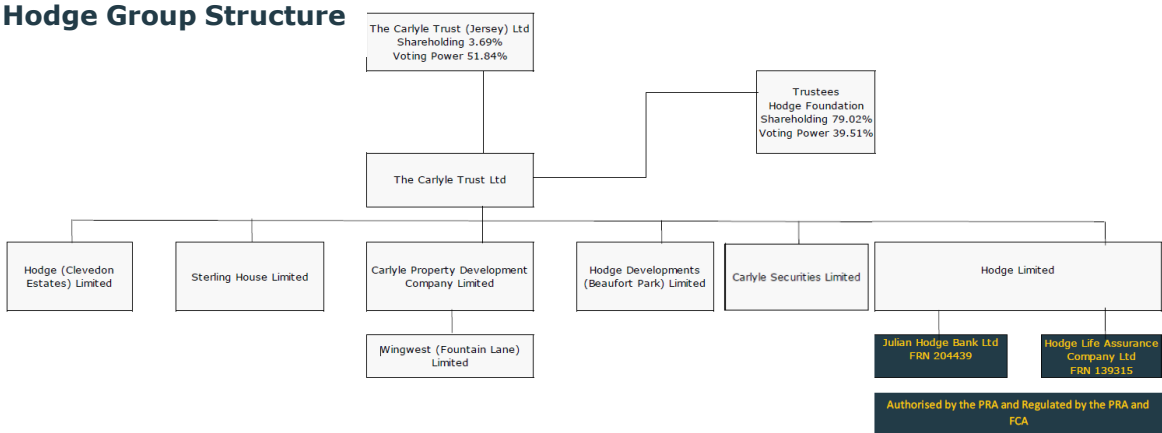 Hodge Group Structure
The Carlyle Trust (Jersey) Ltd
Shareholding 3.69%
Voting Power 51.84%
Trustees
Hodge Foundation
Shareholding 79.02%
Voting Power 39.51%
The Carlyle Trust Ltd
Hodge (Clevedon
Estates) Limited
Sterling House Limited
Carlyle Property Development
Company Limited
Hodge Developments
(Beaufort Park) Limited
Carlyle Securities Limited
Hodge Limited
Wingwest (Fountain Lane)
Limited
Julian Hodge Bank Ltd
FRN 204439
Hodge Life Assurance
Company Ltd
FRN 139315
Authorised by the PRA and Regulated by the PRA and
FCA